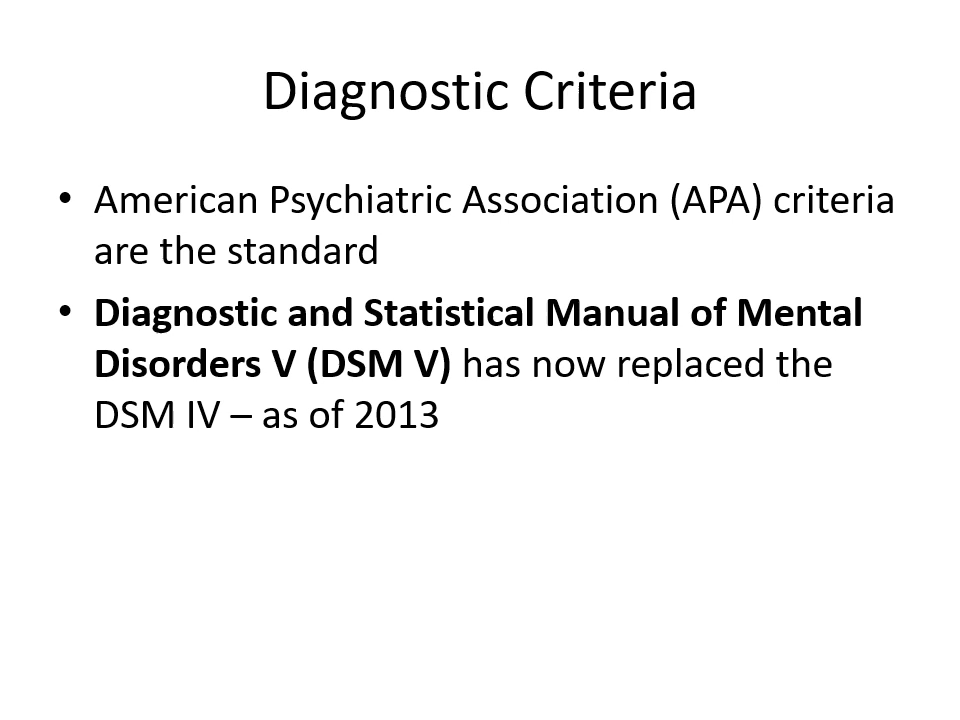 Diagnostic Criteria
• American Psychiatric Association (APA) criteria
are the standard
• Diagnostic and Statistical Manual of Mental
Disorders V (DSM V) has now replaced the
DSM IV – as of 2013